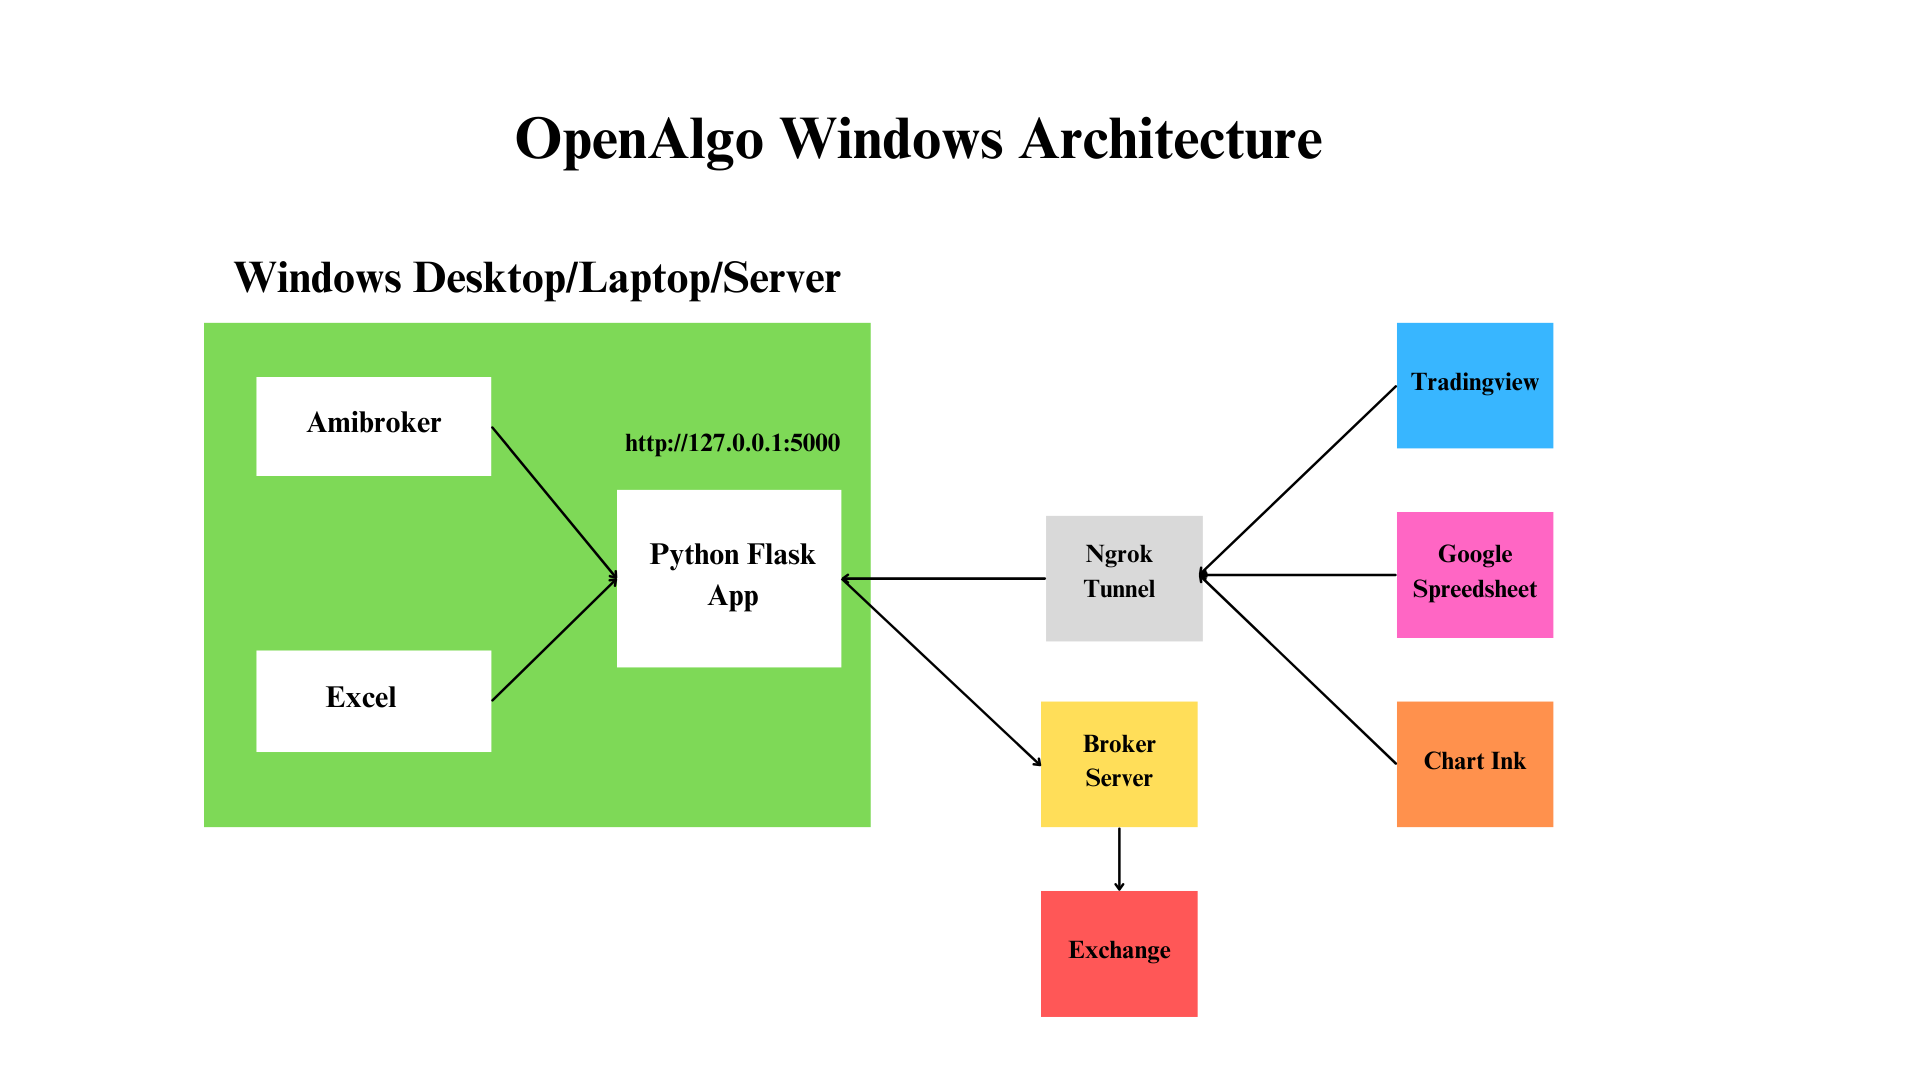 OpenAlgo Windows Architecture
Windows Desktop/Laptop/Server
Amibroker
http://127.0.0.1:5000
Python Flask
App
Excel
Ngrok
Tunnel
Broker
Server
Exchange
Tradingview
Google
Spreedsheet
Chart Ink